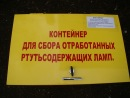 КОНТЕЙНЕР
ДЛЯ СБОРА ОТРАБОТАННЫХ
РТУТЬСОДЕРЖАЩИХ ЛАМП.